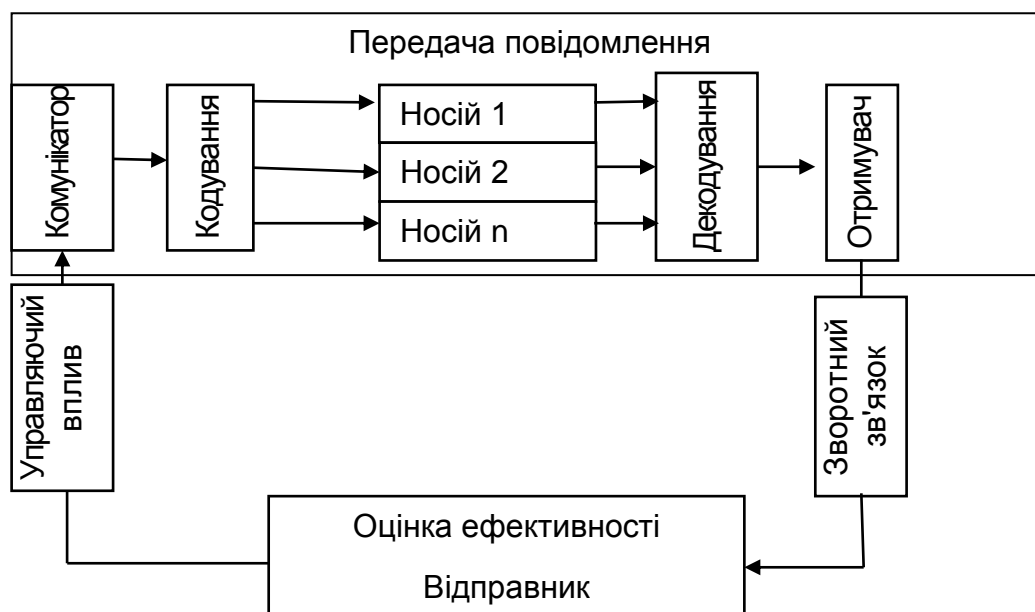 Передача повідомлення
Комунікатор
Кодування
Носій 1
Носій 2
Носій n
Декодування
Отримувач
Управляючий
вплив
Зворотний
зв'язок
Оцінка ефективності
Відправник